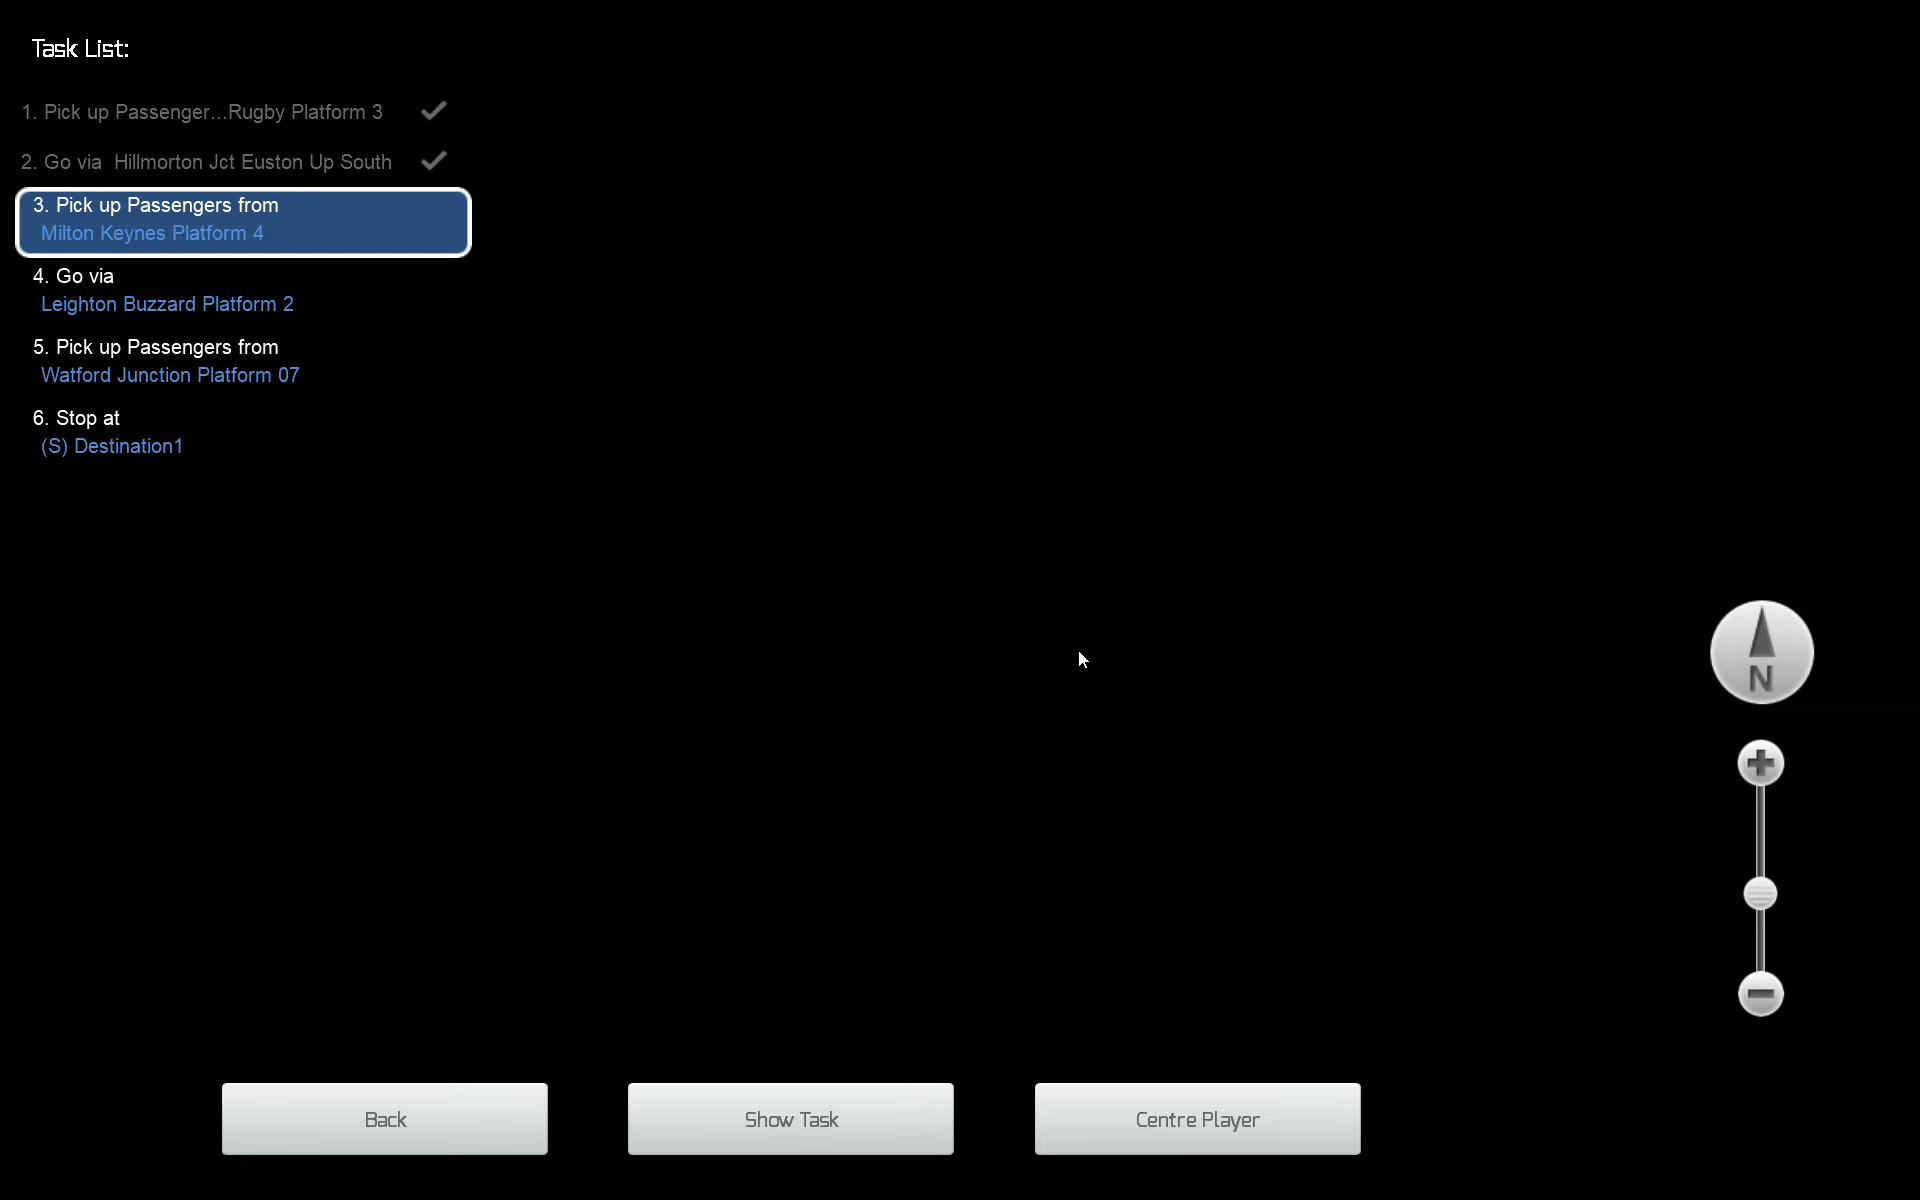 Task List:
1. Pick up Passenger...Rugby Platform 3
2. Go via  Hillmorton Jct Euston Up South
3. Pick up Passengers from
Milton Keynes Platform 4
4. Go via
Leighton Buzzard Platform 2
5. Pick up Passengers from
Watford Junction Platform 07
6. Stop at
(S) Destination1
N
Back
Show Task
Centre Player